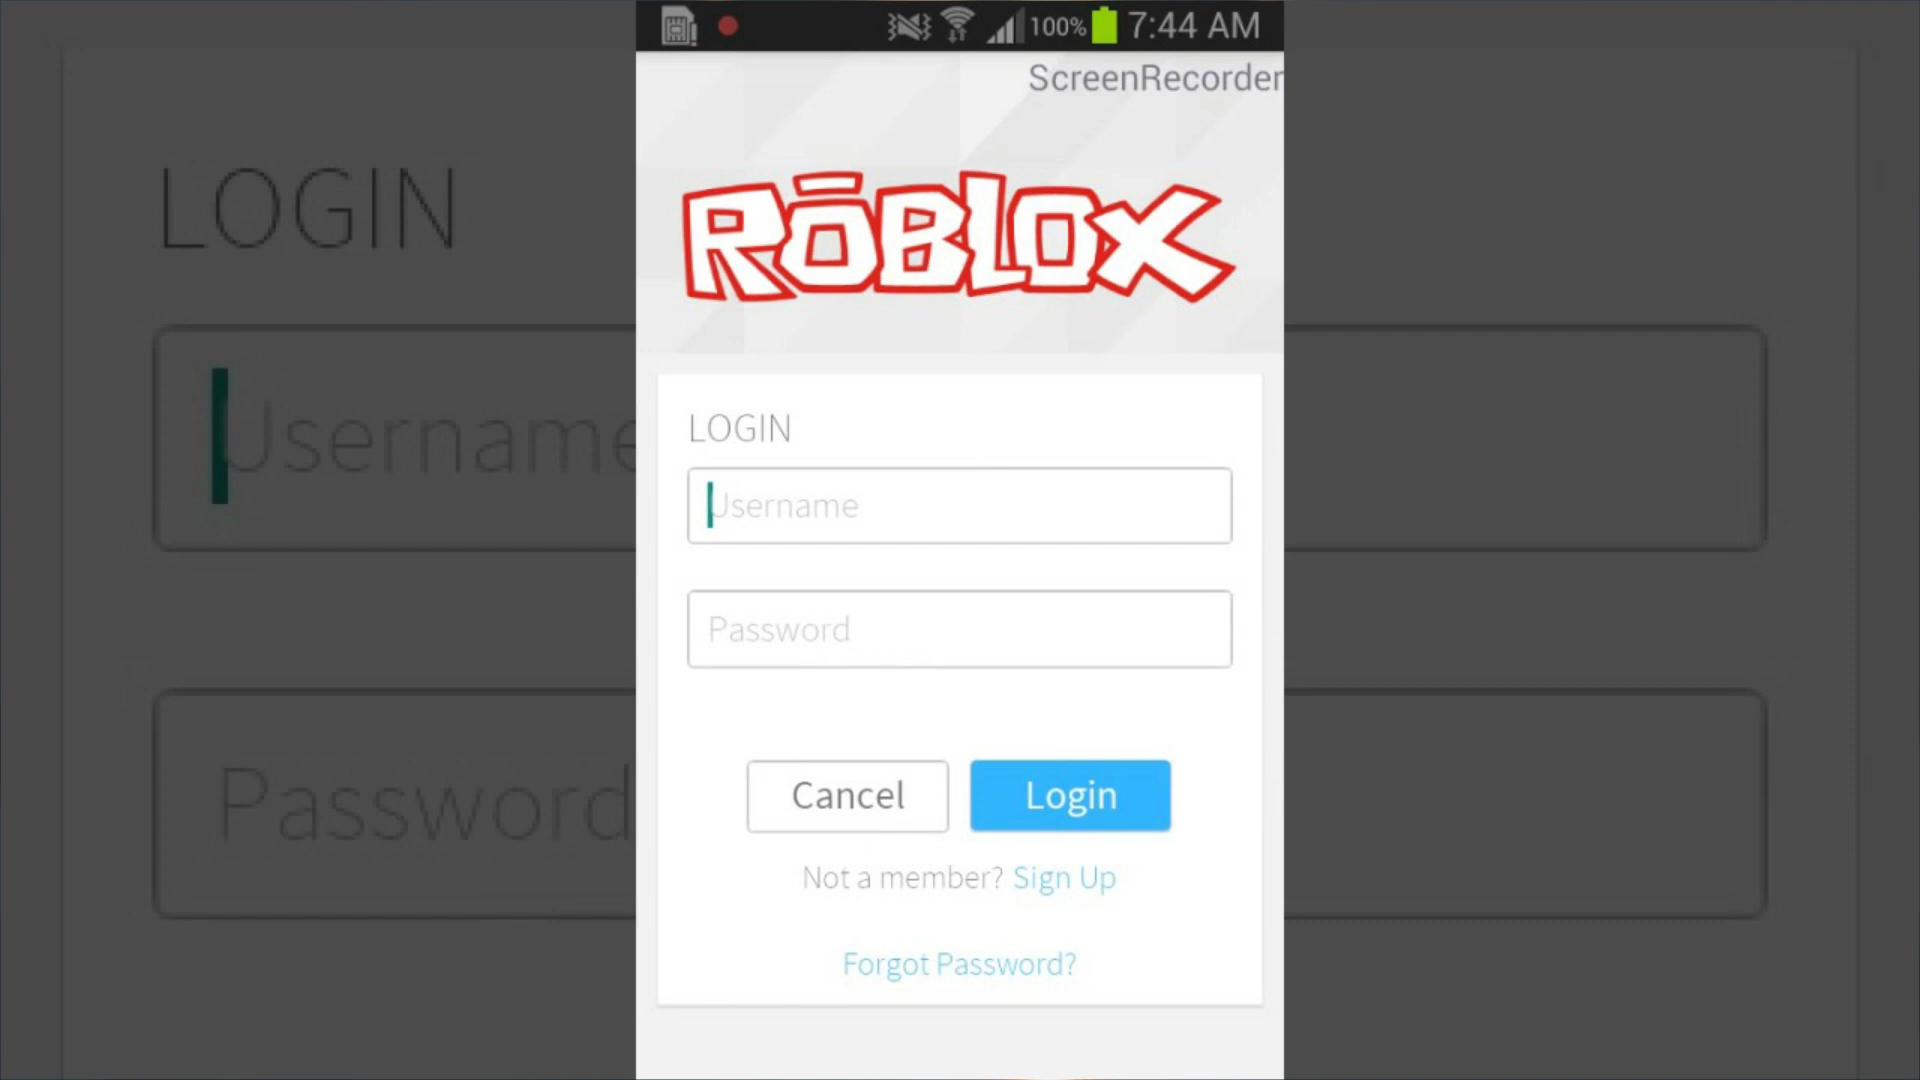 100% 7:44 AM
ScreenRecorder
ROBLOX
LOGIN
LOGIN
Username
Username
Password
Password
Cancel Login
Not a member? Sign Up
Forgot Password?